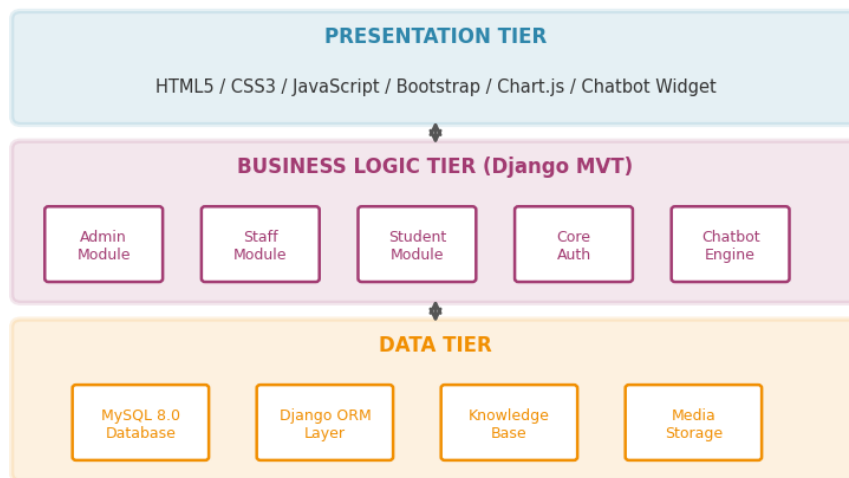 PRESENTATION TIER
HTML5 / CSS3 / JavaScript / Bootstrap / Chart.js / Chatbot Widget
BUSINESS LOGIC TIER (Django MVT)
Admin
Module
Staff
Module
Student
Module
Core
Auth
Chatbot
Engine
DATA TIER
MySQL 8.0
Database
Django ORM
Layer
Knowledge
Base
Media
Storage